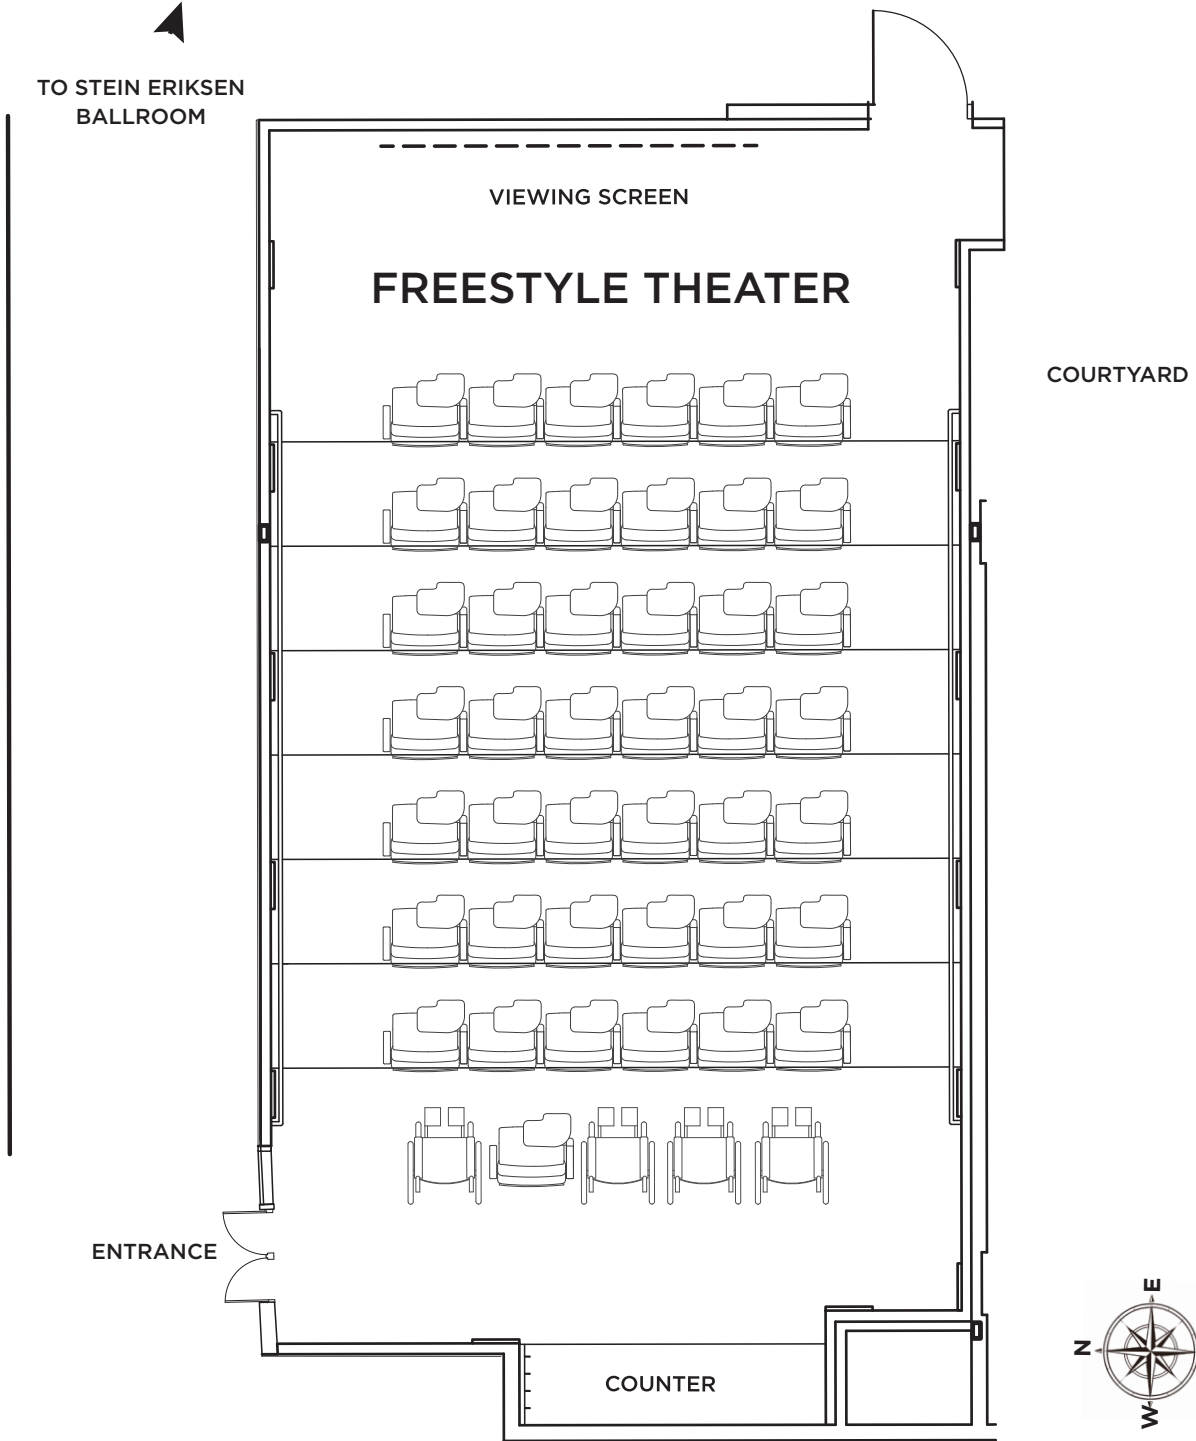 TO STEIN ERIKSEN
BALLROOM
VIEWING SCREEN
FREESTYLE THEATER
COURTYARD
ENTRANCE
COUNTER
E
N
W